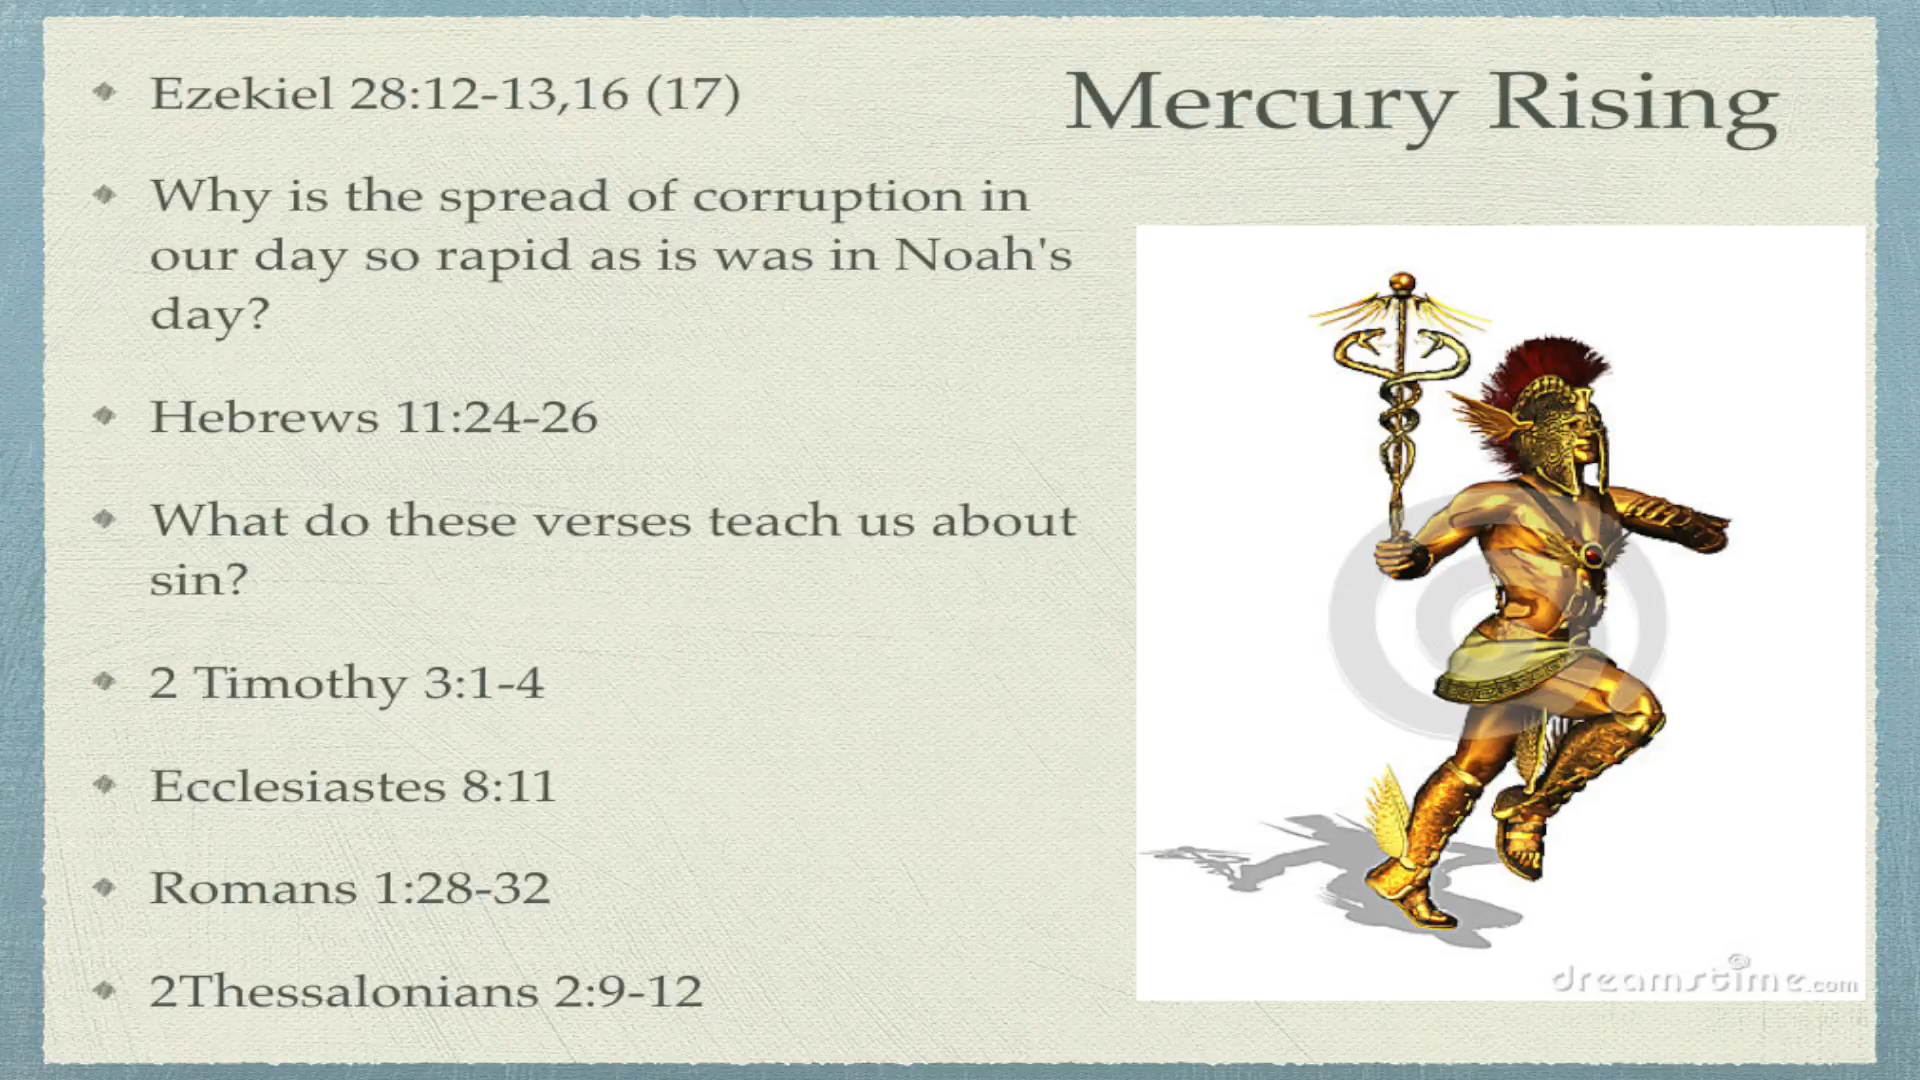 Mercury Rising
Ezekiel 28:12-13,16 (17)
Why is the spread of corruption in
our day so rapid as is was in Noah's
day?
Hebrews 11:24-26
What do these verses teach us about
sin?
2 Timothy 3:1-4
Ecclesiastes 8:11
Romans 1:28-32
2Thessalonians 2:9-12
dreamstime.com